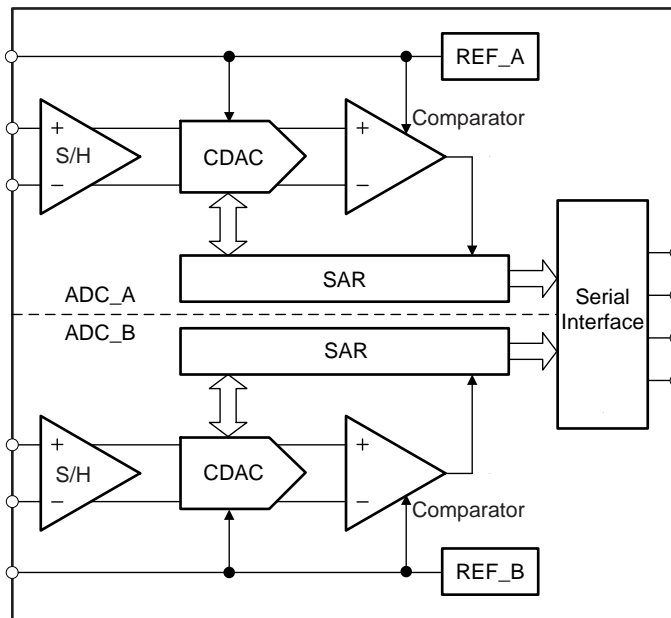 REF_A
Comparator
+
S/H
−
CDAC
+
−
SAR
ADC_A
Serial
Interface
ADC_B
SAR
+
S/H
−
CDAC
+
−
Comparator
REF_B